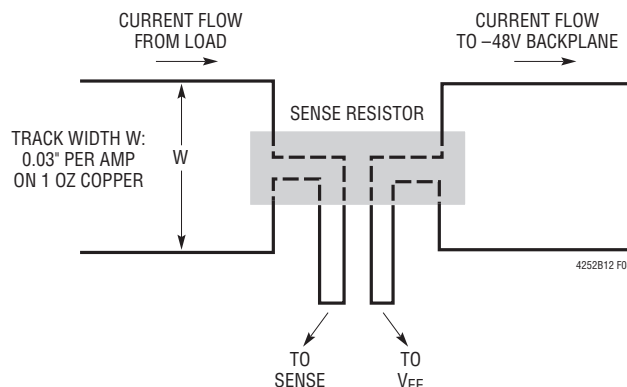 CURRENT FLOW
FROM LOAD
CURRENT FLOW
TO –48V BACKPLANE
SENSE RESISTOR
TRACK WIDTH W:
0.03" PER AMP
ON 1 OZ COPPER
W
4252B12 F0
TO
SENSE
TO
VEE